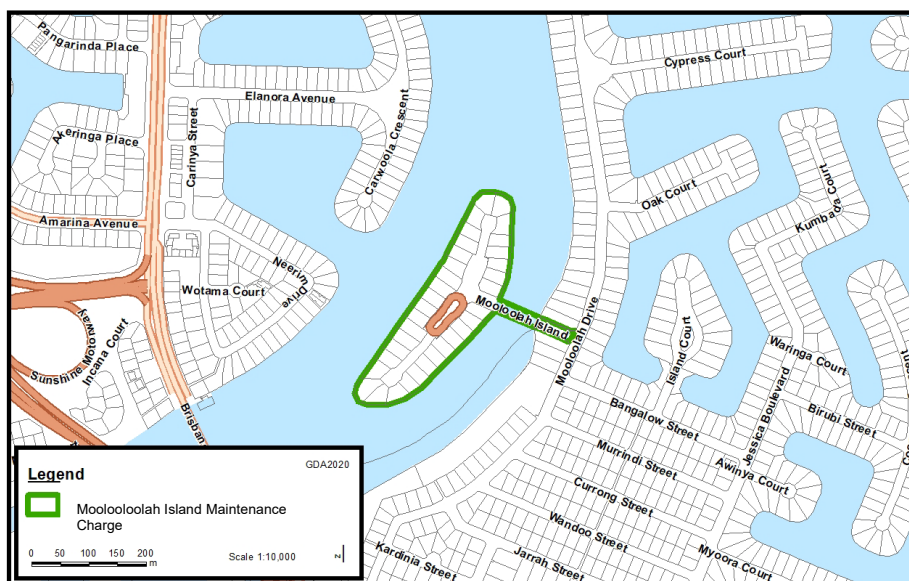 Pangarinda Place
Cypress Court
Elanora Avenue
Carwoola Crescent
Akeringa Place
Carinya Street
Kumbada Court
Oak Court
Amarina Avenue
Neerim Drive
Wotama Court
Mooloolah Island
Mooloolah Drive
Island Court
Waringa Court
Sunshine Motorway
Incana Court
Brisban
Bangalow Street
Jessica Boulevard
Birubi Street
Murrindi Street
Awinya Court
Currong Street
Wandoo Street
Myoora Court
Kardinia Street
Jarrah Street
GDA2020
Legend
Moolooloolah Island Maintenance
Charge
0 50 100 150 200
m
Scale 1:10,000
N